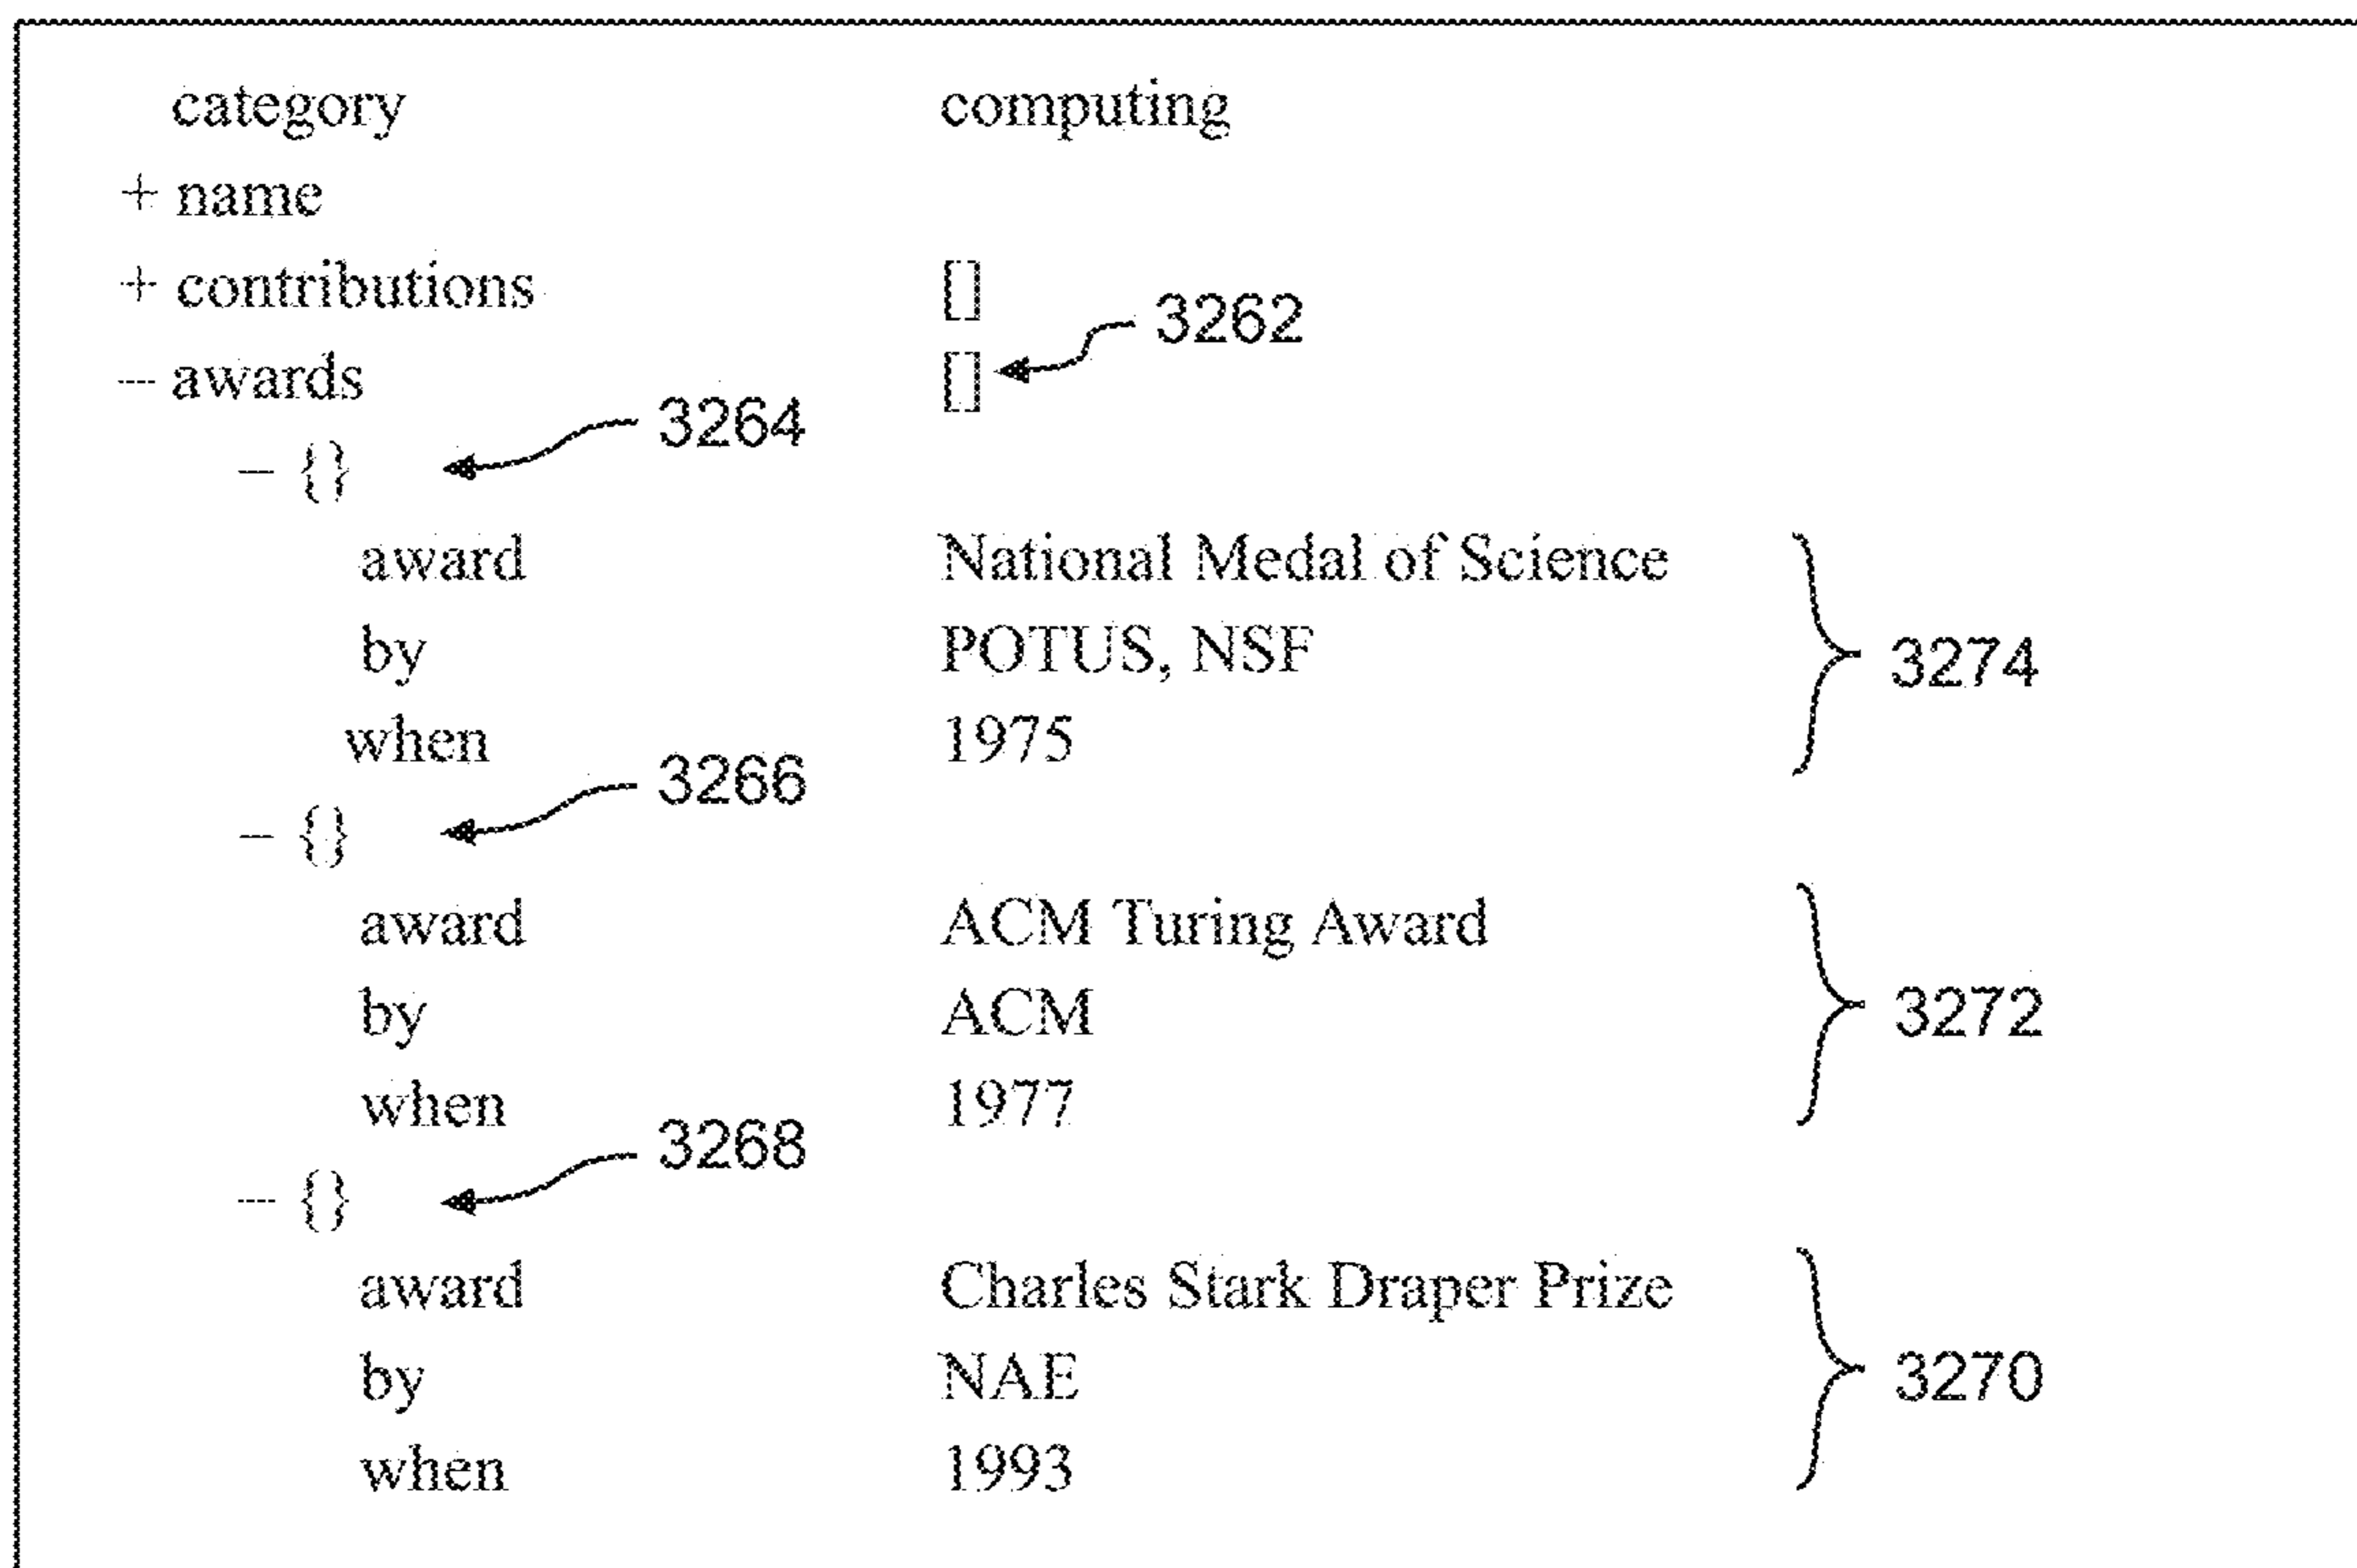 category computing
+ name
+ contributions []
3262
- awards []
3264
- {}
award National Medal of Science
by POTUS, NSF
3274
when 1975
3266
- {}
award ACM Turing Award
by ACM
3272
when 1977
3268
- {}
award Charles Stark Draper Prize
by NAE
3270
when 1993